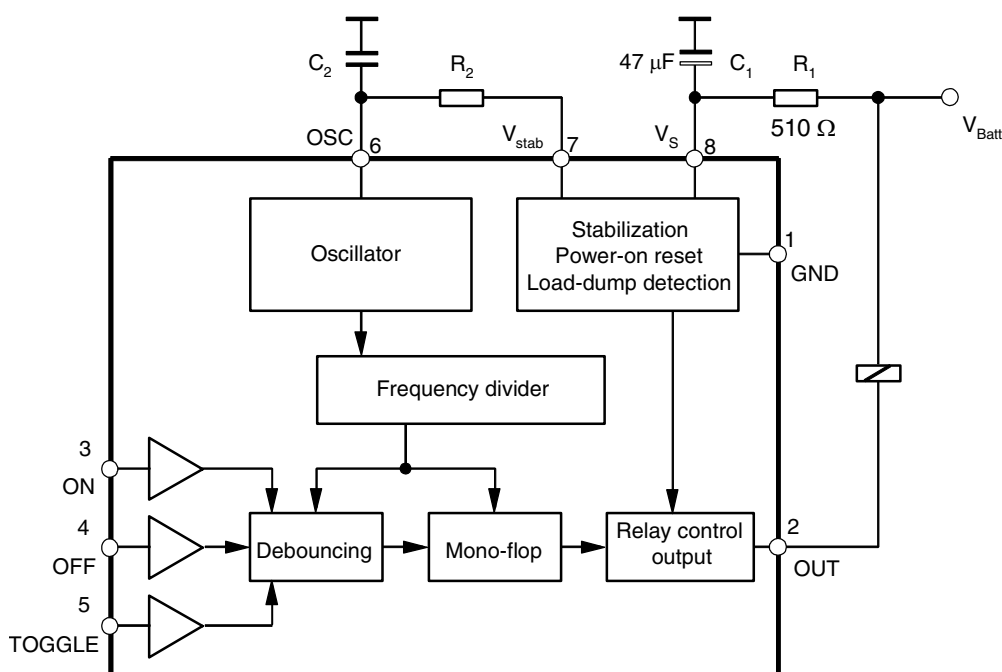 C2
R2
47 µF
C1
R1
510 Ω
VBatt
OSC
6
Vstab
7
VS
8
Oscillator
Stabilization
Power-on reset
Load-dump detection
1
GND
Frequency divider
3
ON
4
OFF
5
TOGGLE
Debouncing
Mono-flop
Relay control
output
2
OUT